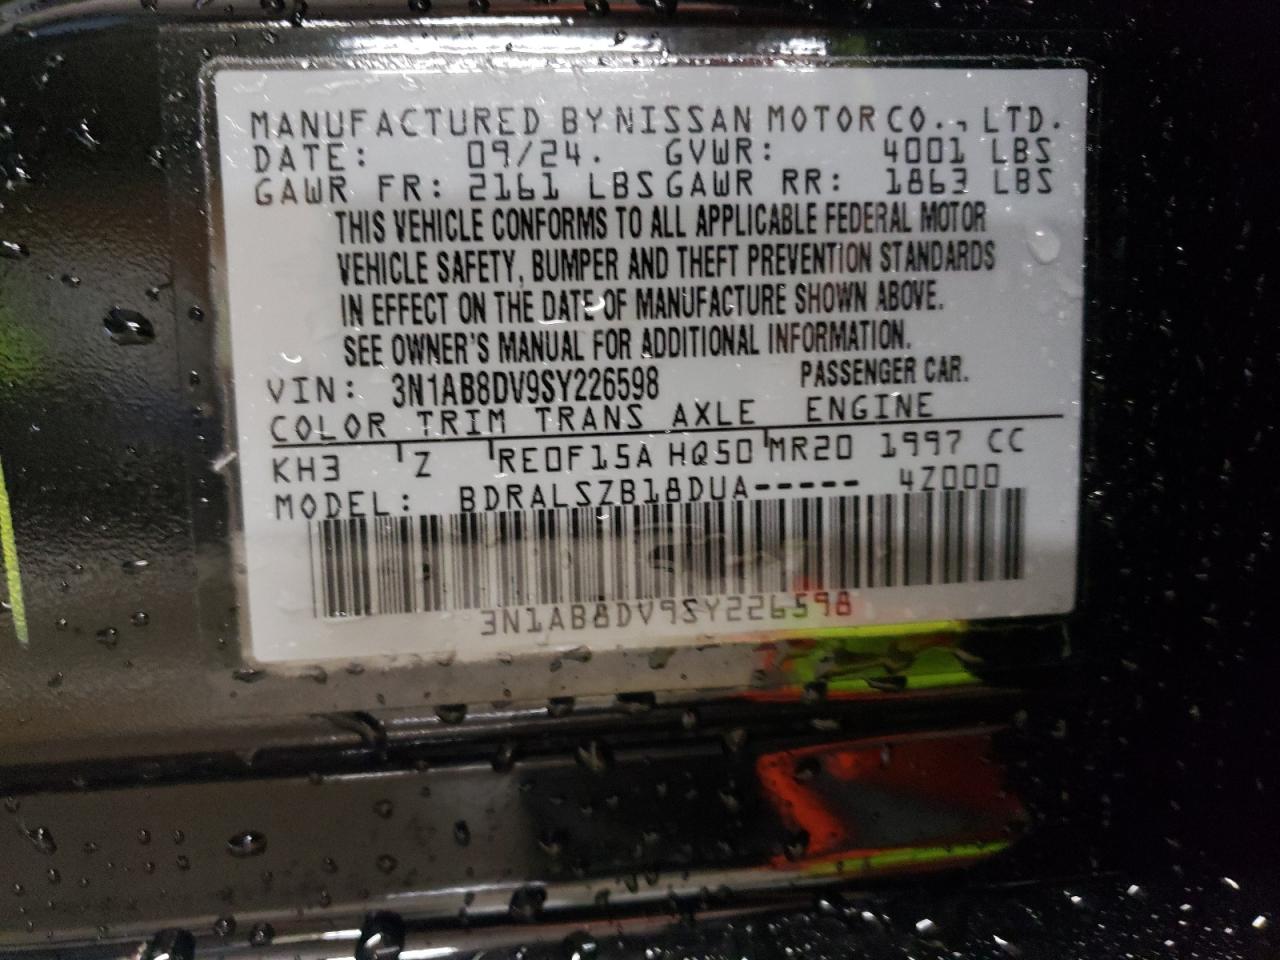 MANUFACTURED BY NISSAN MOTOR CO., LTD.
DATE: 09/24. GVWR: 4001 LBS
GAWR FR: 2161 LBS GAWR RR: 1863 LBS
THIS VEHICLE CONFORMS TO ALL APPLICABLE FEDERAL MOTOR
VEHICLE SAFETY, BUMPER AND THEFT PREVENTION STANDARDS
IN EFFECT ON THE DATE OF MANUFACTURE SHOWN ABOVE.
SEE OWNER'S MANUAL FOR ADDITIONAL INFORMATION.
VIN: 3N1AB8DV9SY226598 PASSENGER CAR.
COLOR TRIM TRANS AXLE ENGINE
KH3 Z RE0F15A HQ50 MR20 1997 CC
MODEL: BDRALSZB18DUA----- 4Z000
3N1AB8DV9SY226598